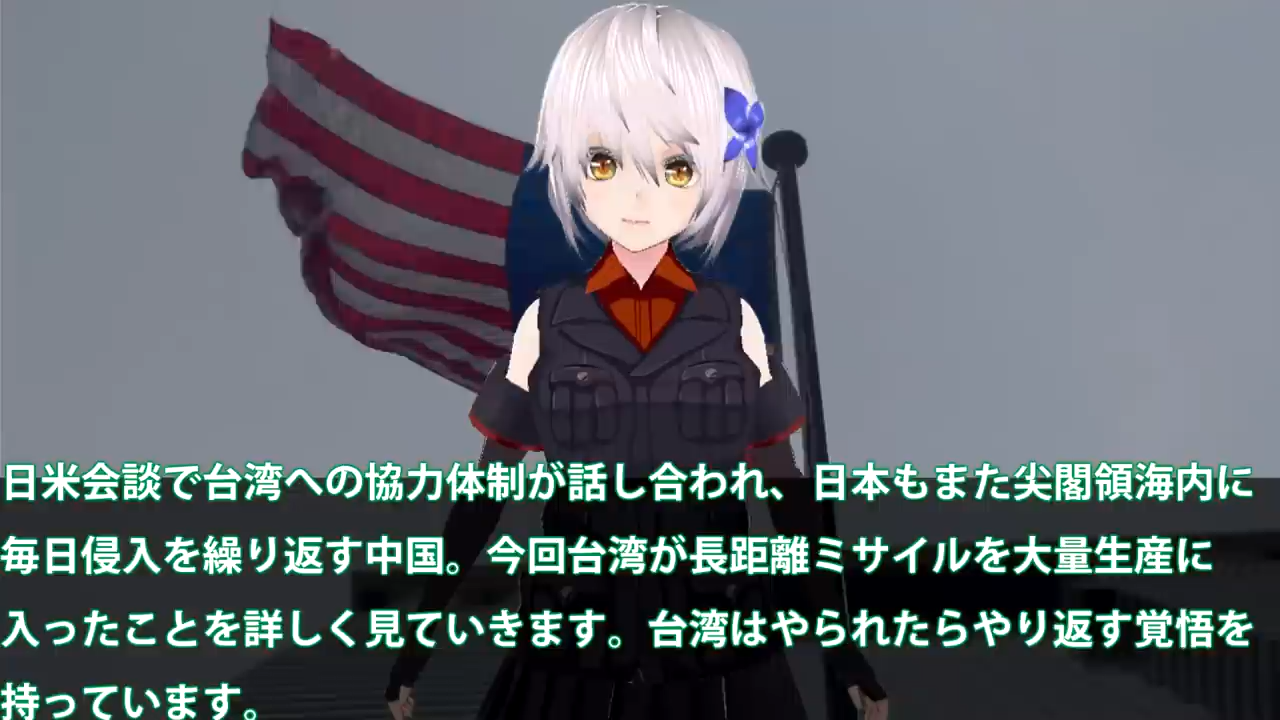 日米会談で台湾への協力体制が話し合われ、日本もまた尖閣領海内に
毎日侵入を繰り返す中国。今回台湾が長距離ミサイルを大量生産に
入ったことを詳しく見ていきます。台湾はやられたらやり返す覚悟を
持っています。